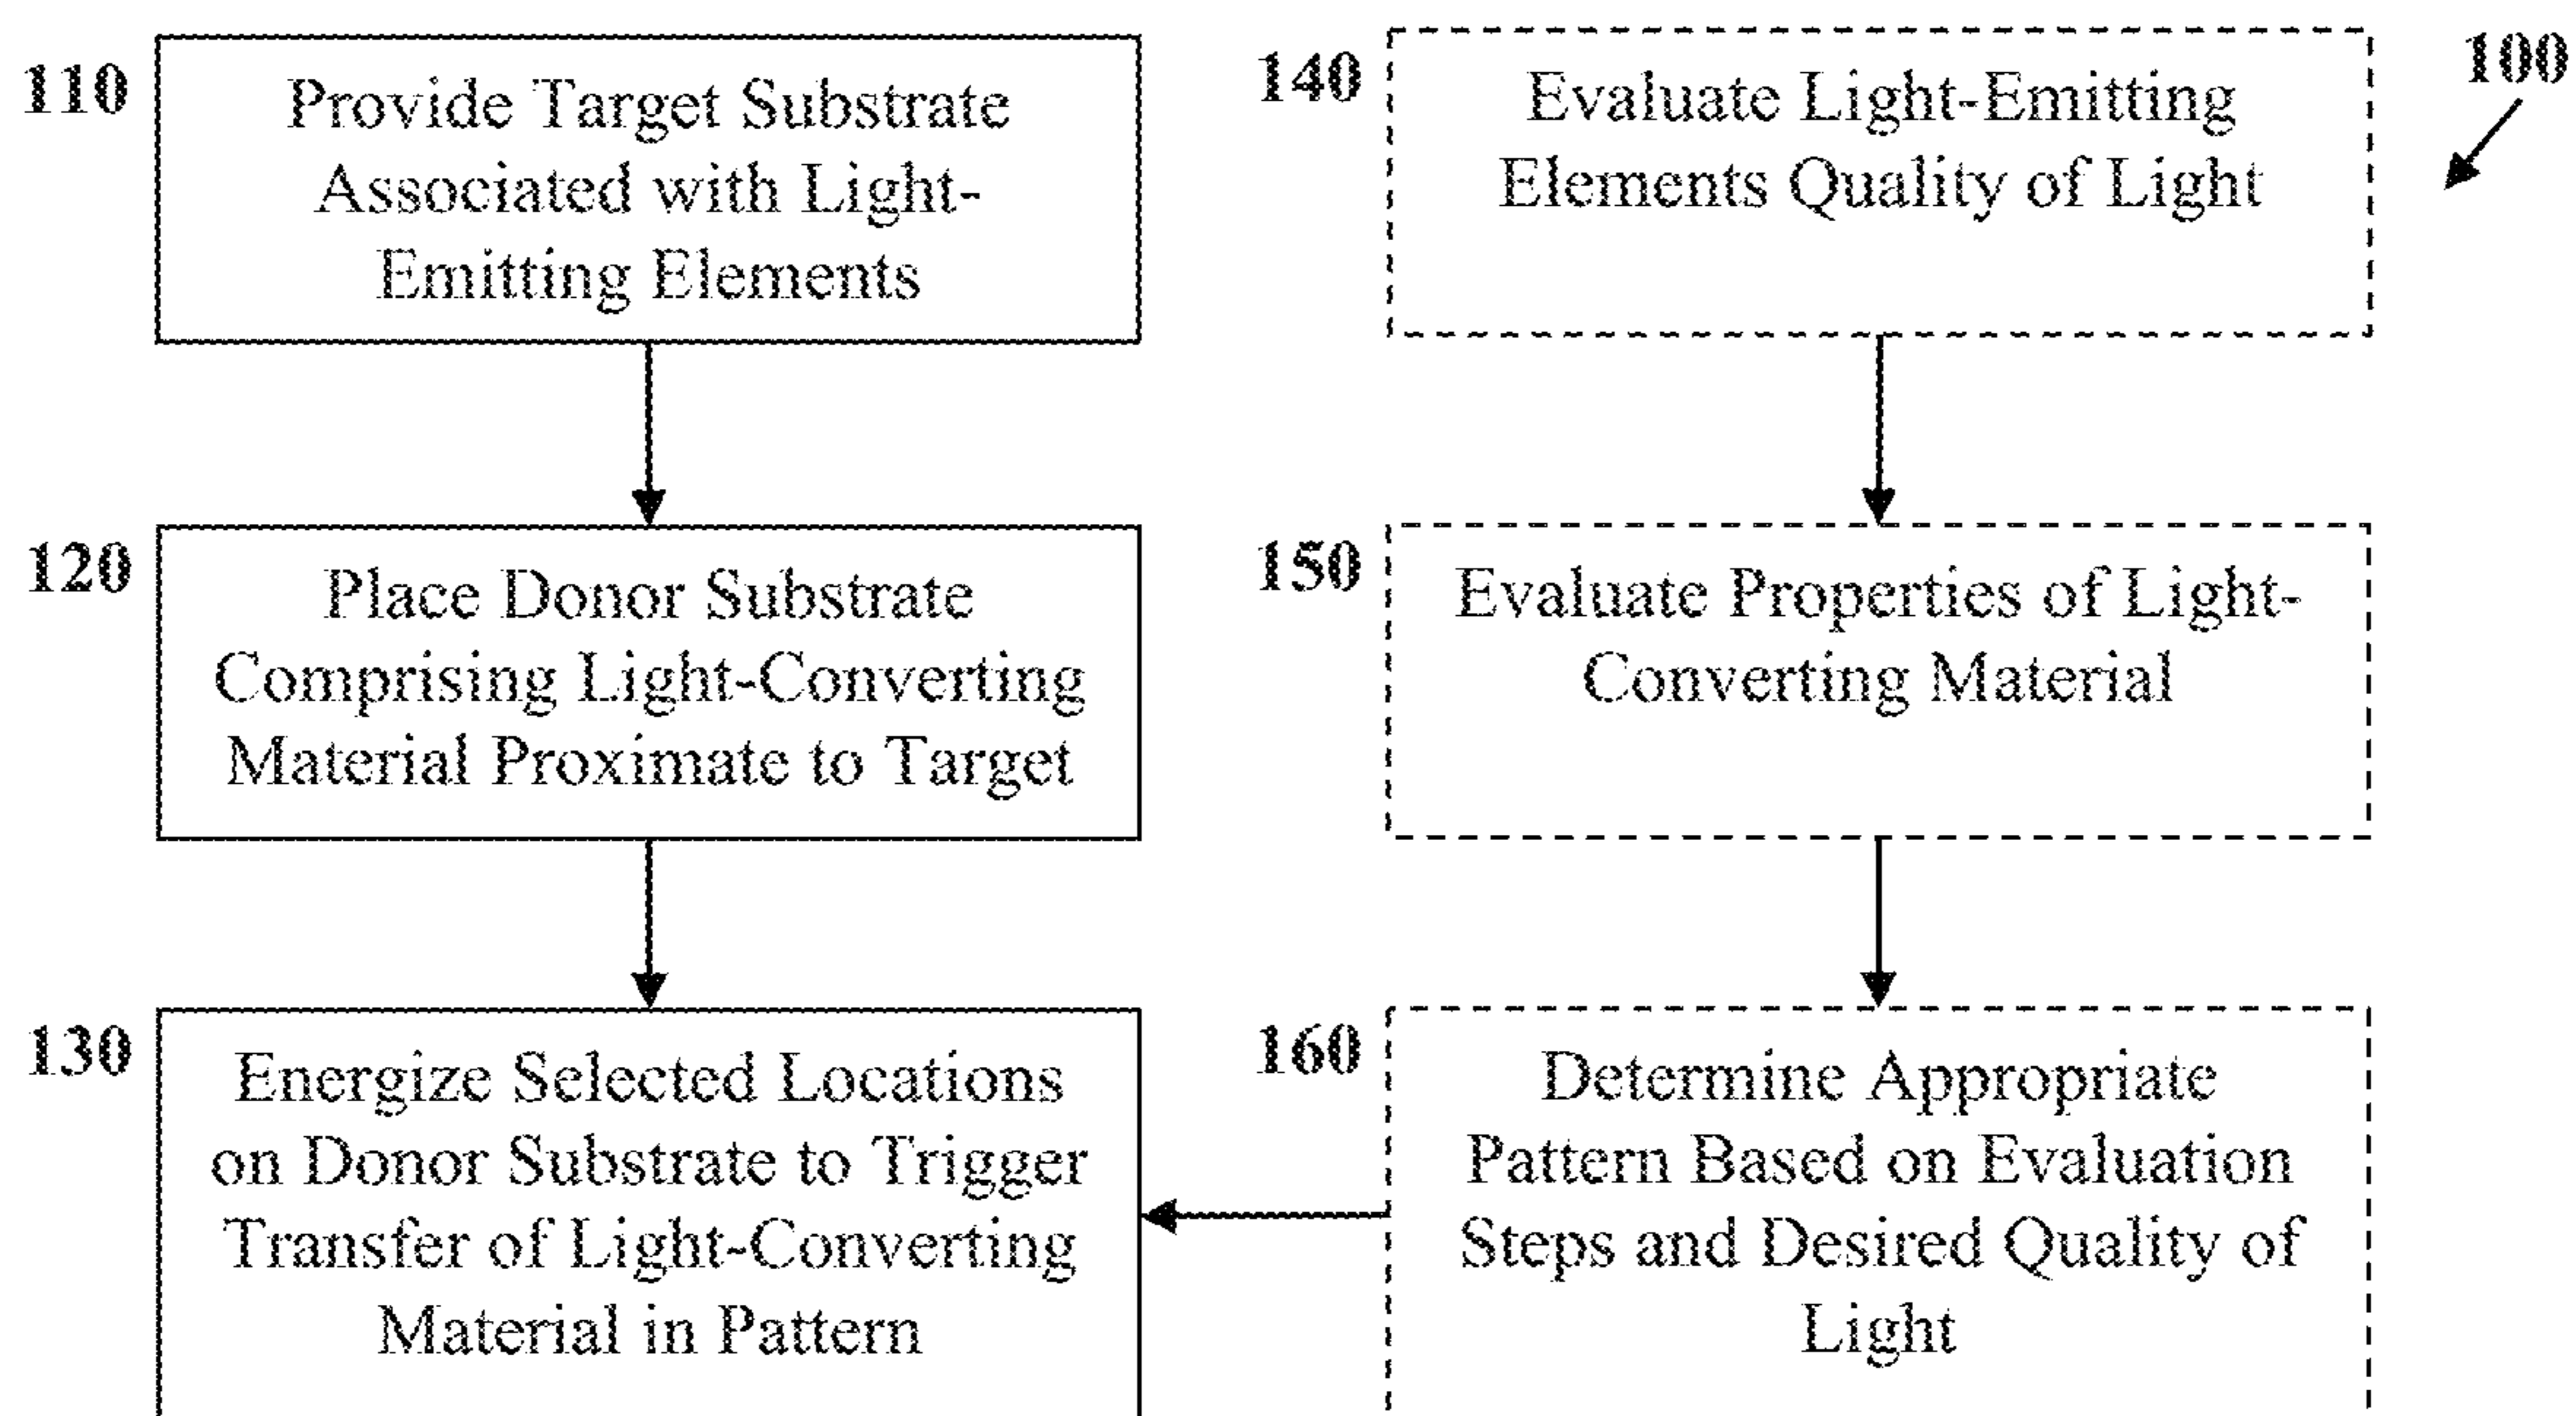 110
Provide Target Substrate
Associated with Light-
Emitting Elements
120
Place Donor Substrate
Comprising Light-Converting
Material Proximate to Target
130
Energize Selected Locations
on Donor Substrate to Trigger
Transfer of Light-Converting
Material in Pattern
140
Evaluate Light-Emitting
Elements Quality of Light
150
Evaluate Properties of Light-
Converting Material
160
Determine Appropriate
Pattern Based on Evaluation
Steps and Desired Quality of
Light
100